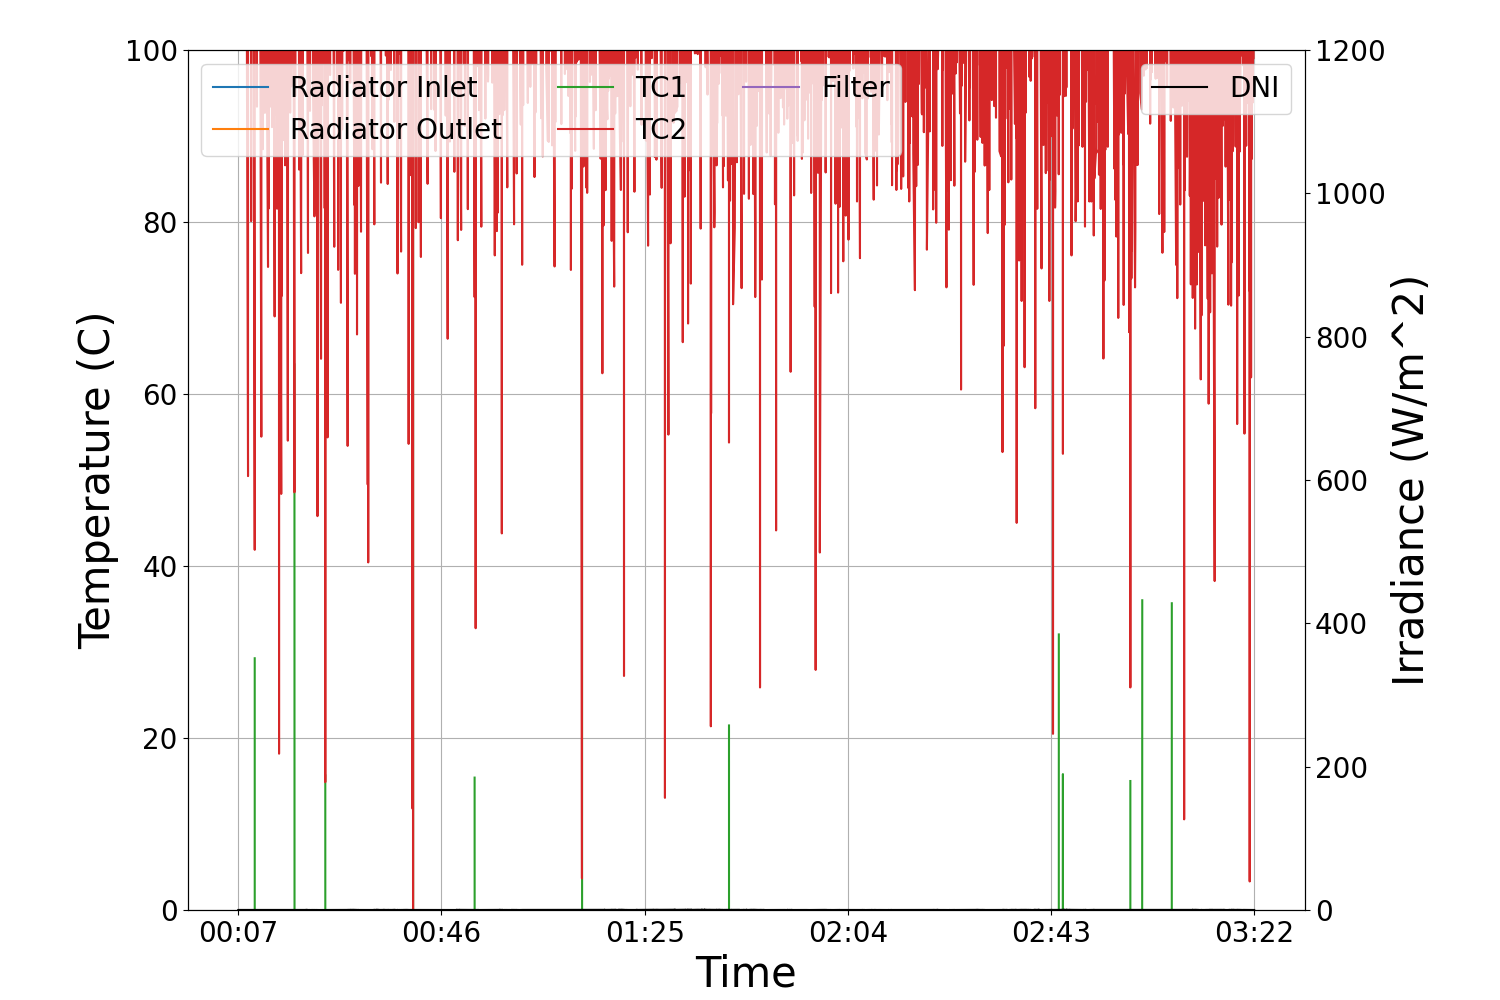 100
80
60
40
20
0
Temperature (C)
Radiator Inlet
Radiator Outlet
TC1
TC2
Filter
DNI
1200
1000
800
600
400
200
0
Irradiance (W/m^2)
00:07
00:46
01:25
02:04
02:43
03:22
Time